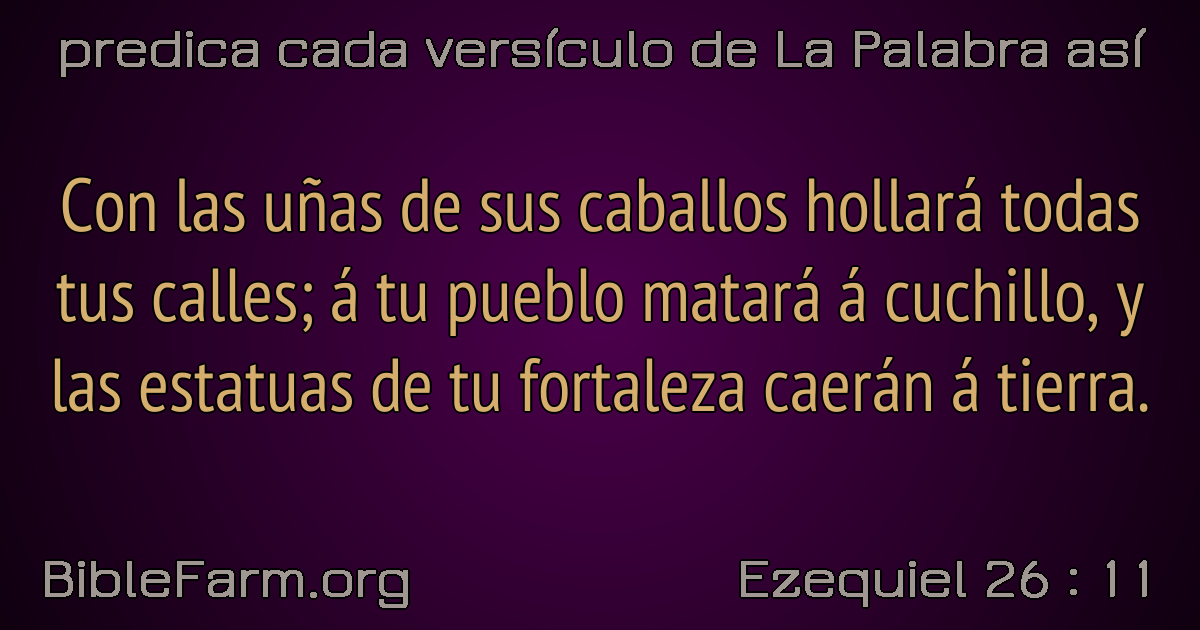 predica cada versículo de La Palabra así
Con las uñas de sus caballos hollará todas
tus calles; á tu pueblo matará á cuchillo, y
las estatuas de tu fortaleza caerán á tierra.
BibleFarm.org
Ezequiel 26 : 11